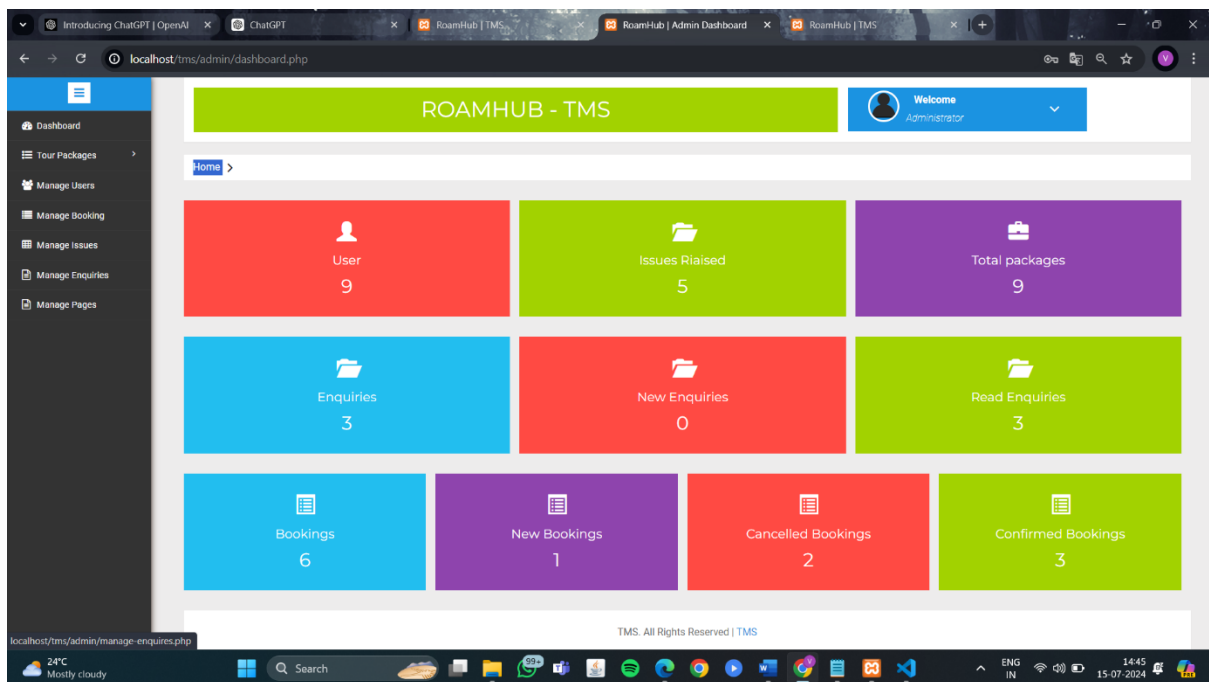 Introducing ChatGPT | OpenAI
ChatGPT
RoamHub | TMS
RoamHub | Admin Dashboard
RoamHub | TMS
localhost/tms/admin/dashboard.php
V
Dashboard
Tour Packages
Manage Users
Manage Booking
Manage Issues
Manage Enquiries
Manage Pages
ROAMHUB - TMS
Welcome
Administrator
Home
User
9
Issues Riaised
5
Total packages
9
Enquiries
3
New Enquiries
0
Read Enquiries
3
Bookings
6
New Bookings
1
Cancelled Bookings
2
Confirmed Bookings
3
TMS. All Rights Reserved | TMS
localhost/tms/admin/manage-enquires.php
24°C
Mostly cloudy
Search
99+
ENG
IN
14:45
15-07-2024